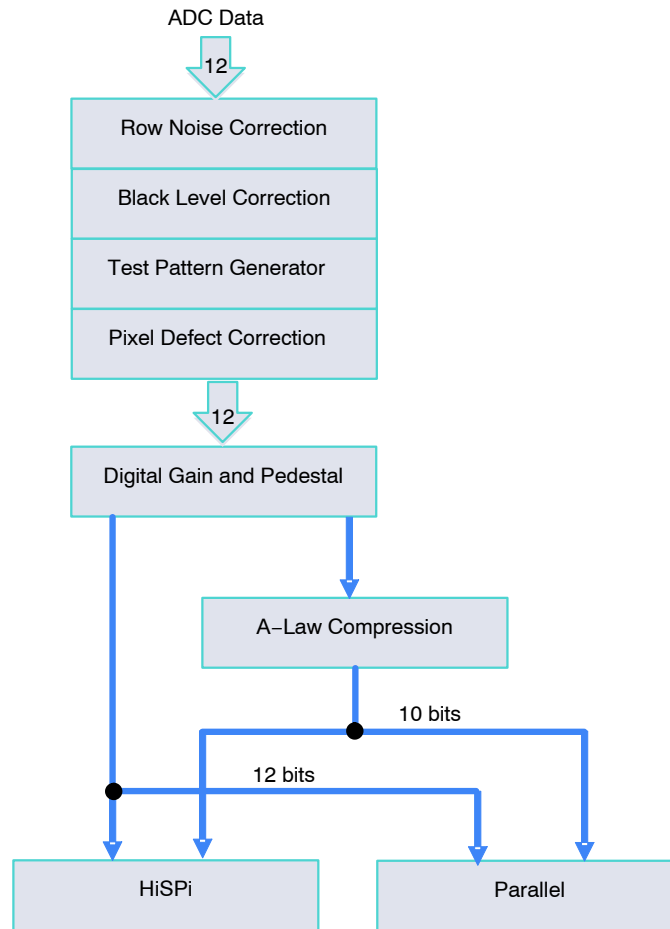 ADC Data
12
Row Noise Correction
Black Level Correction
Test Pattern Generator
Pixel Defect Correction
12
Digital Gain and Pedestal
A−Law Compression
10 bits
12 bits
HiSPi
Parallel